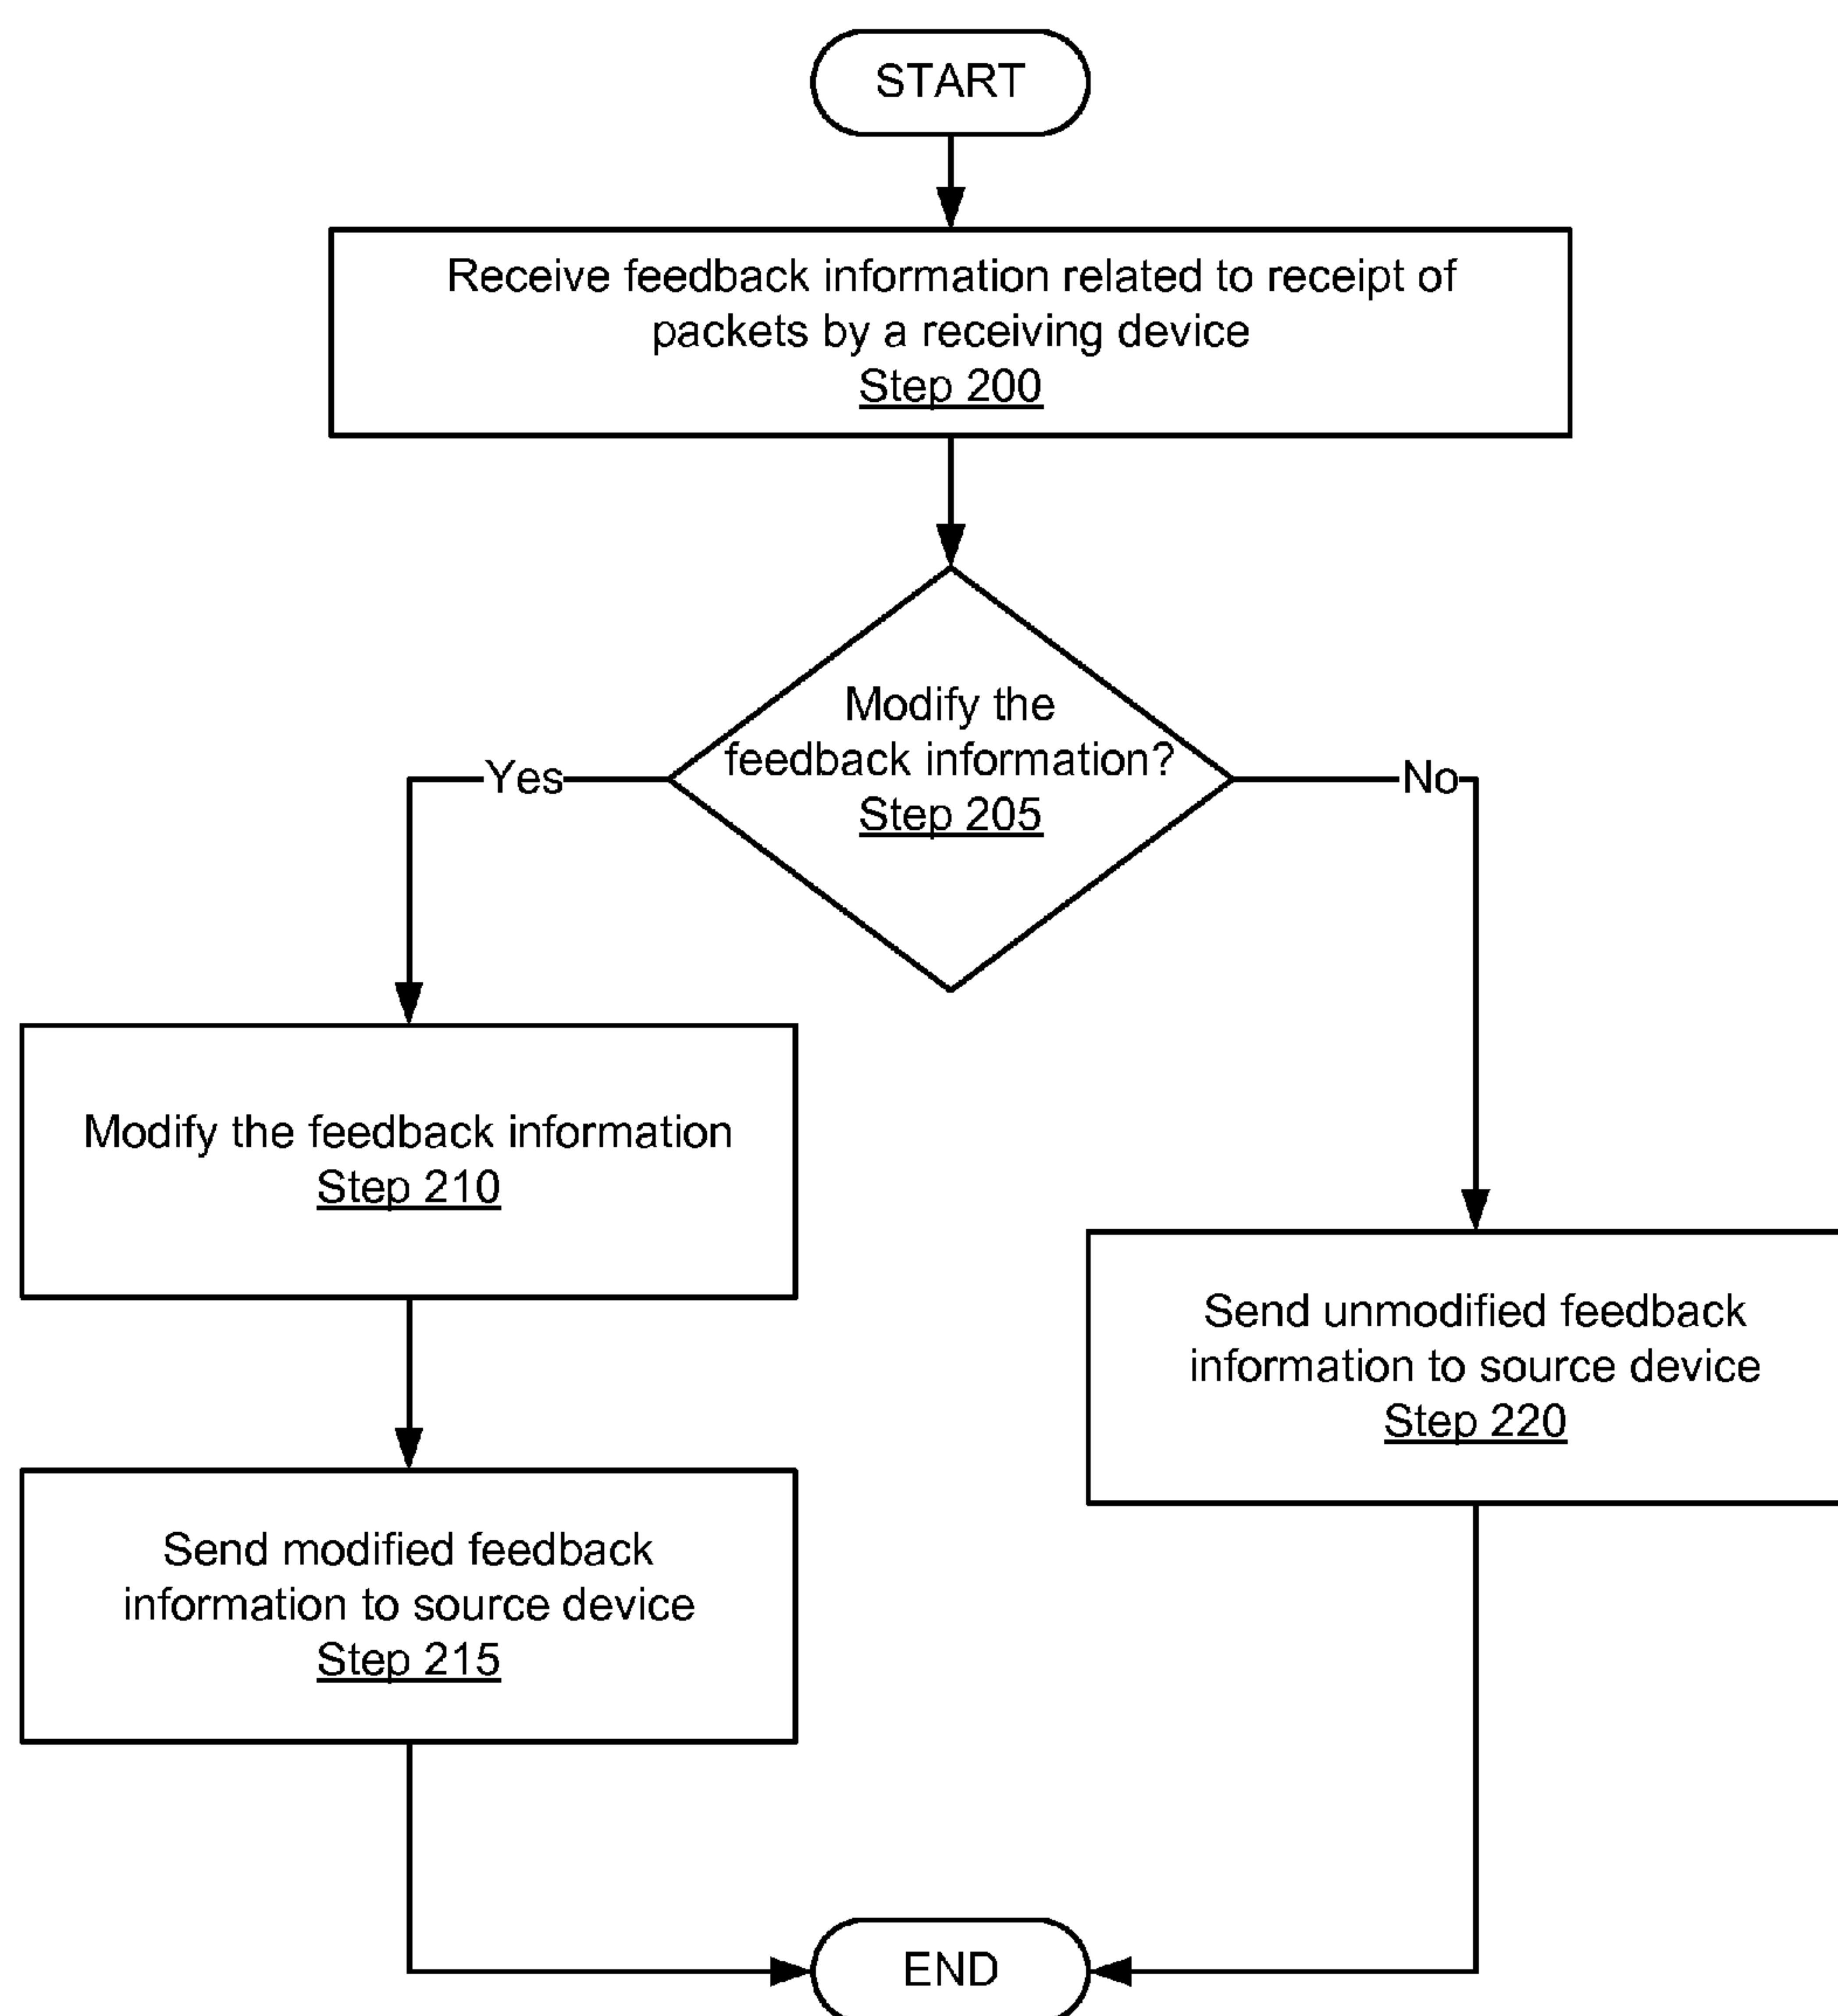 START
Receive feedback information related to receipt of
packets by a receiving device
Step 200
Modify the
feedback information?
Step 205
Yes
No
Modify the feedback information
Step 210
Send unmodified feedback
information to source device
Step 220
Send modified feedback
information to source device
Step 215
END